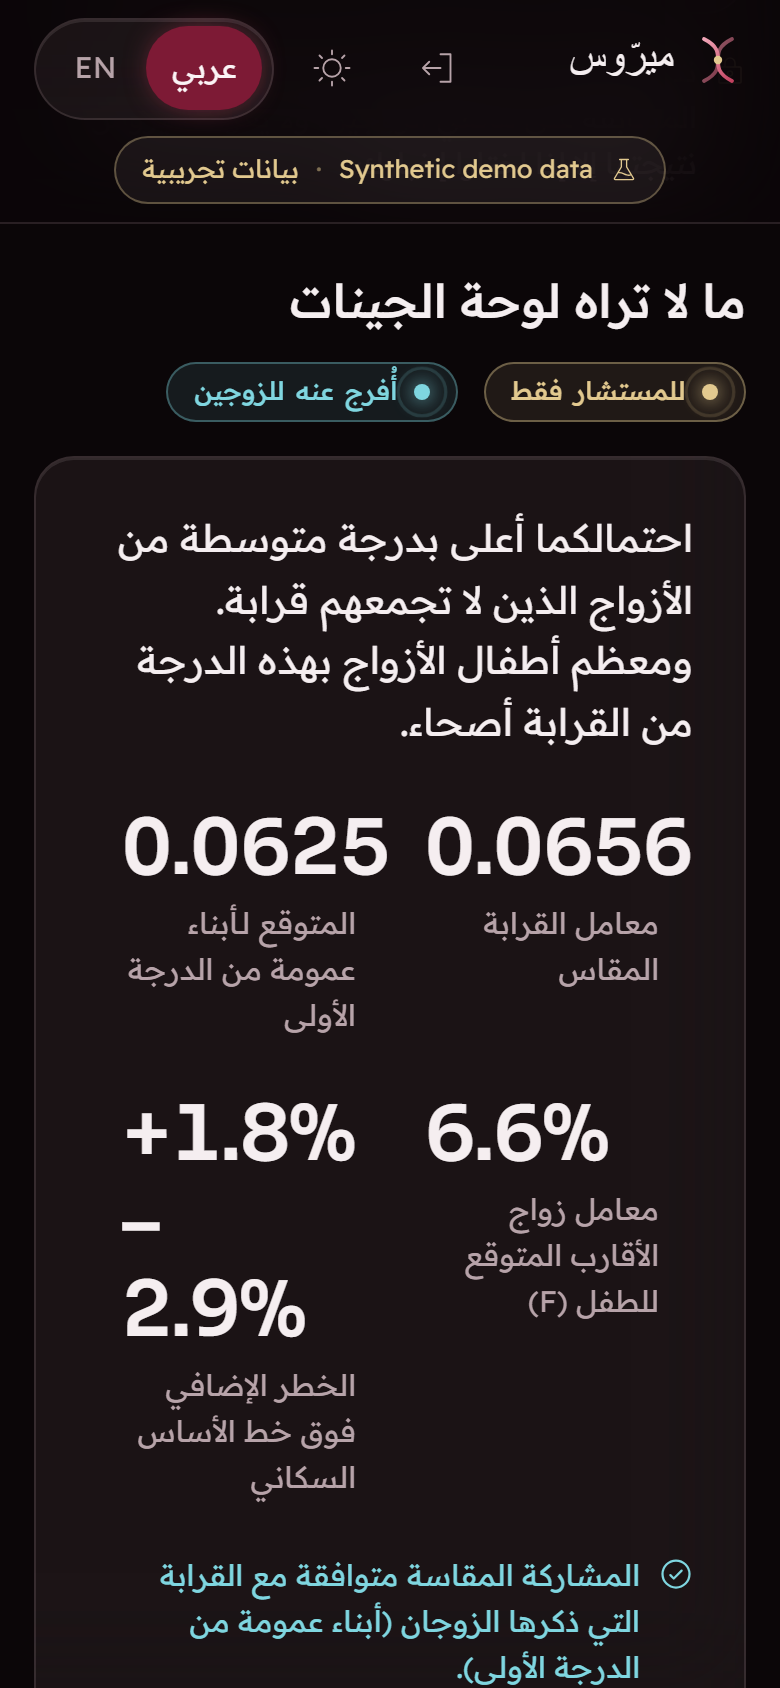 ميرّوس
عربي
EN
Synthetic demo data · بيانات تجريبية
ما لا تراه لوحة الجينات
للمستشار فقط
أُفرج عنه للزوجين
احتمالكما أعلى بدرجة متوسطة من
الأزواج الذين لا تجمعهم قرابة.
ومعظم أطفال الأزواج بهذه الدرجة
من القرابة أصحاء.
0.0656
معامل القرابة
المقاس
0.0625
المتوقع لأبناء
عمومة من الدرجة
الأولى
6.6%
معامل زواج
الأقارب المتوقع
للطفل (F)
+1.8%
–
2.9%
الخطر الإضافي
فوق خط الأساس
السكاني
المشاركة المقاسة متوافقة مع القرابة
التي ذكرها الزوجان (أبناء عمومة من
الدرجة الأولى).